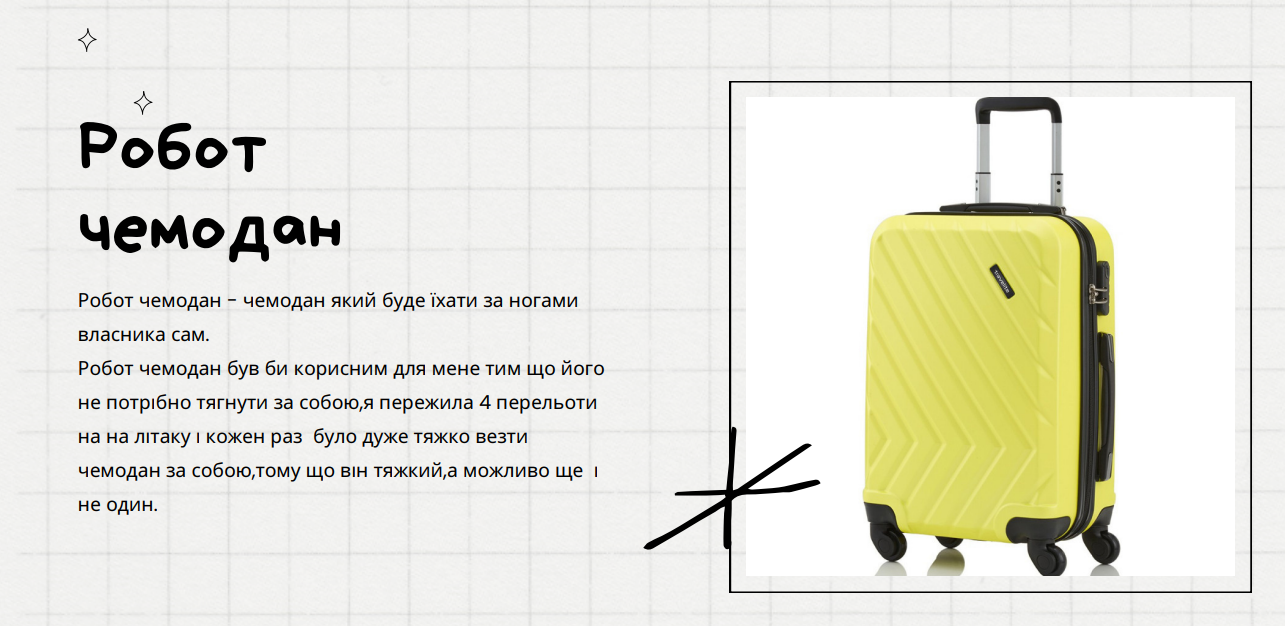 Робот
чемодан
Робот чемодан – чемодан який буде їхати за ногами
власника сам.
Робот чемодан був би корисним для мене тим що його
не потрібно тягнути за собою,я пережила 4 перельоти
на на літаку і кожен раз  було дуже тяжко везти
чемодан за собою,тому що він тяжкий,а можливо ще  і
не один.